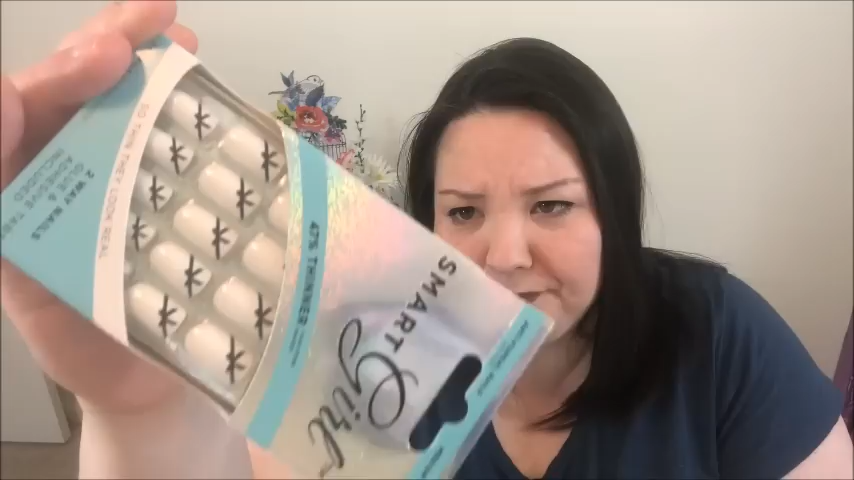 SMART
Girl
47% THINNER
SO THIN THEY LOOK REAL
2 WAY NAILS
GLUE &
ADHESIVE TABS
INCLUDED